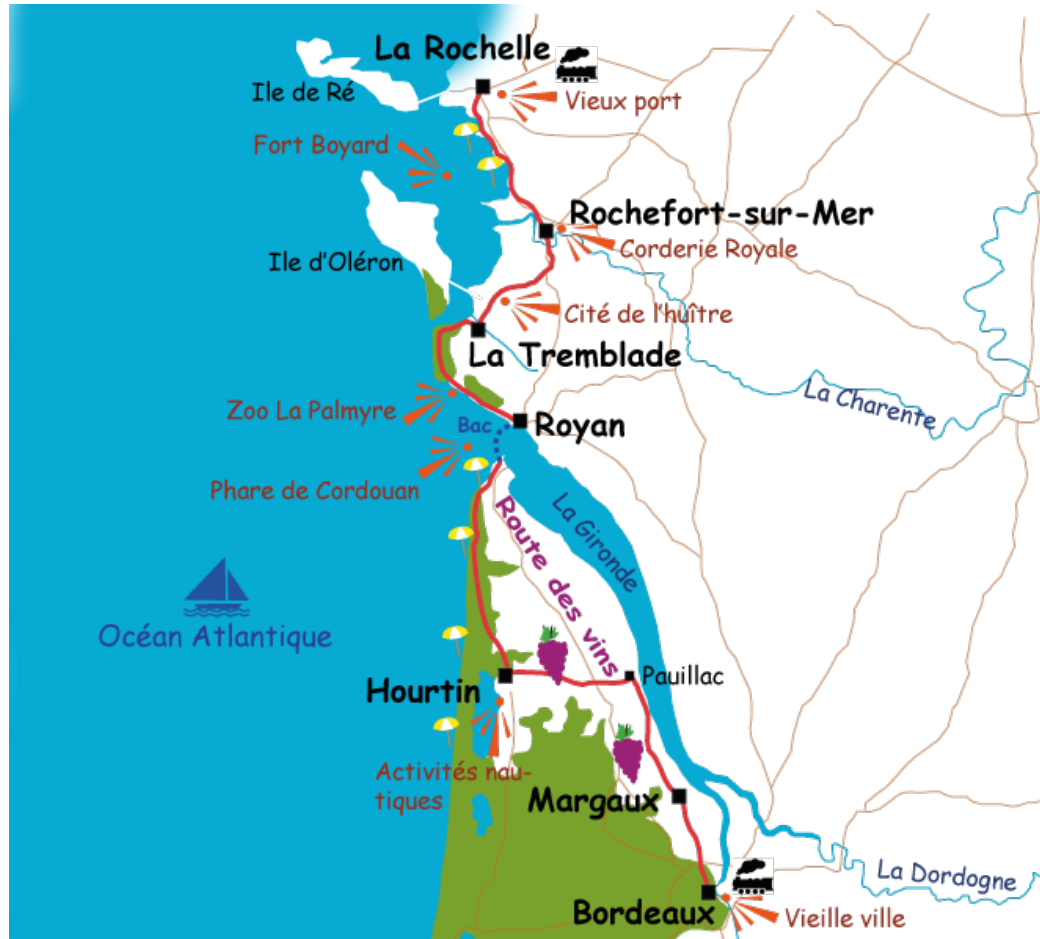 La Rochelle
Ile de Ré
Vieux port
Fort Boyard
Rochefort-sur-Mer
Corderie Royale
Ile d'Oléron
Cité de l'huître
La Tremblade
La Charente
Zoo La Palmyre
Bac
Royan
Phare de Cordouan
La Gironde
Route des vins
Océan Atlantique
Pauillac
Hourtin
Activités nau-
tiques
Margaux
La Dordogne
Bordeaux
Vieille ville